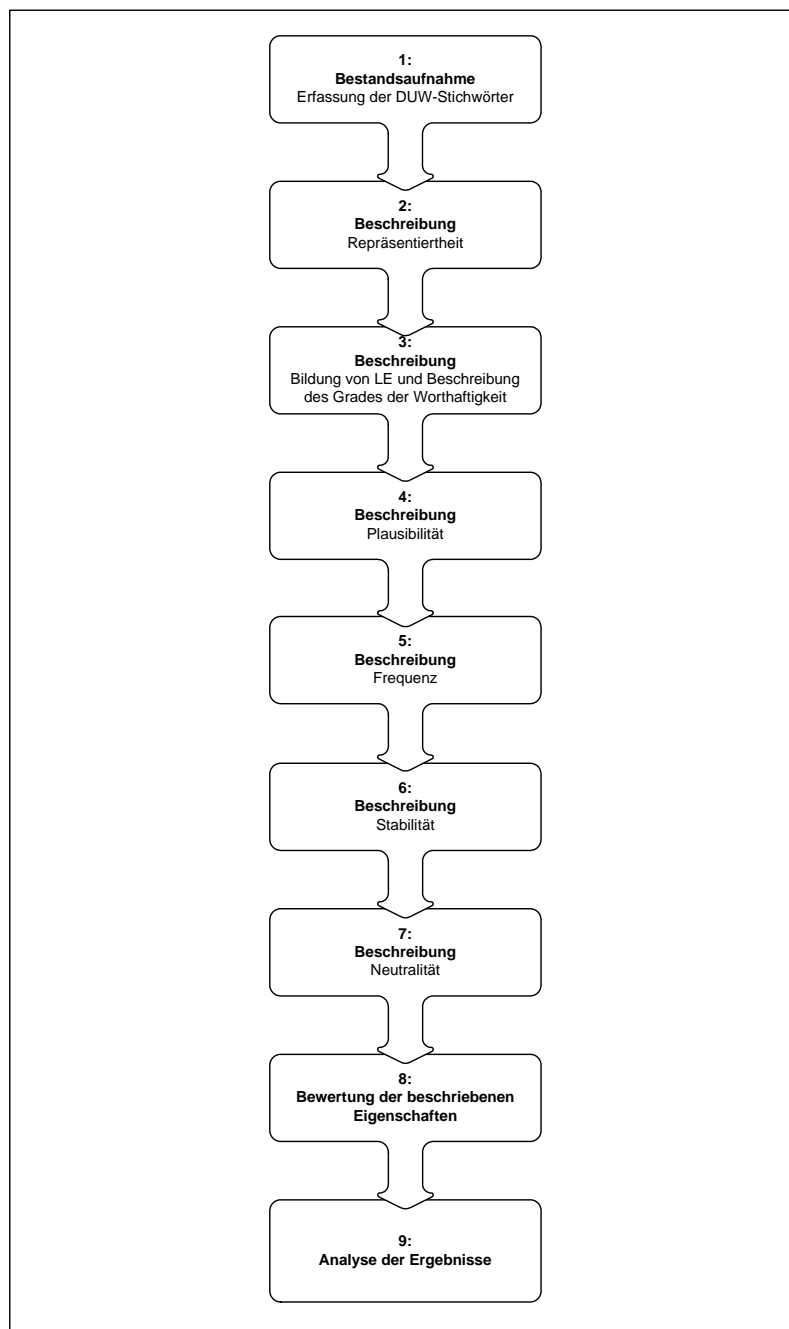 1:
Bestandsaufnahme
Erfassung der DUW-Stichwörter
2:
Beschreibung
Repräsentiertheit
3:
Beschreibung
Bildung von LE und Beschreibung
des Grades der Worthaftigkeit
4:
Beschreibung
Plausibilität
5:
Beschreibung
Frequenz
6:
Beschreibung
Stabilität
7:
Beschreibung
Neutralität
8:
Bewertung der beschriebenen
Eigenschaften
9:
Analyse der Ergebnisse